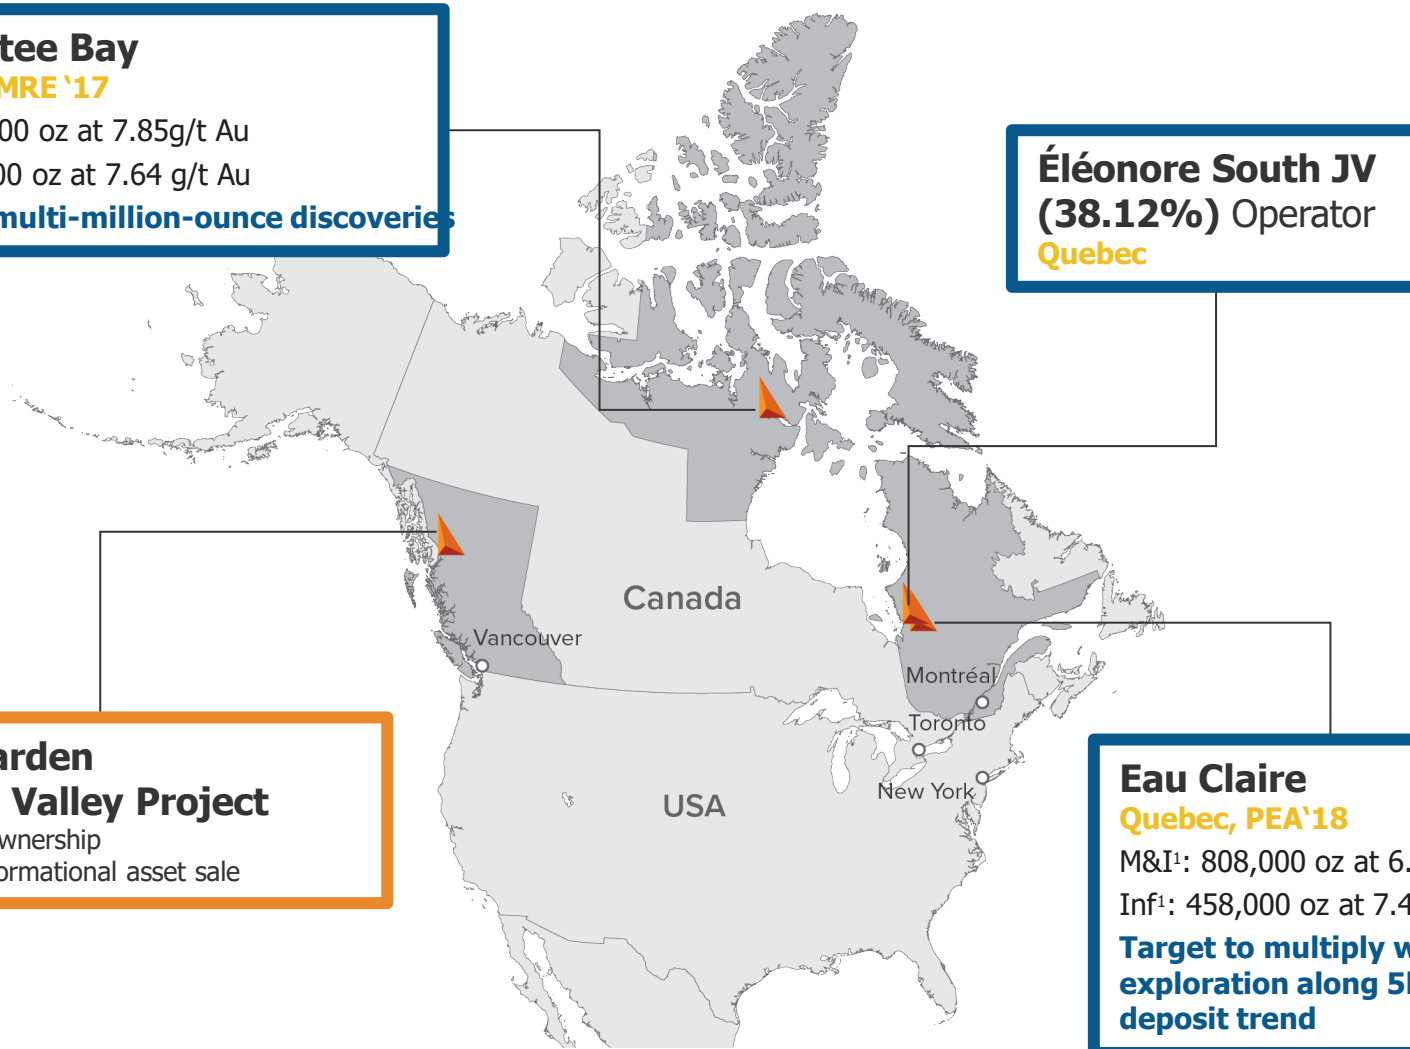 tee Bay
MRE ‘17
00 oz at 7.85g/t Au
00 oz at 7.64 g/t Au
multi-million-ounce discoveries
Éléonore South JV
(38.12%) Operator
Quebec
Canada
Vancouver
Montréal
Toronto
New York
USA
arden
Valley Project
wnership
ormational asset sale
Eau Claire
Quebec, PEA‘18
M&I¹: 808,000 oz at 6.
Inf¹: 458,000 oz at 7.4
Target to multiply w
exploration along 5
deposit trend